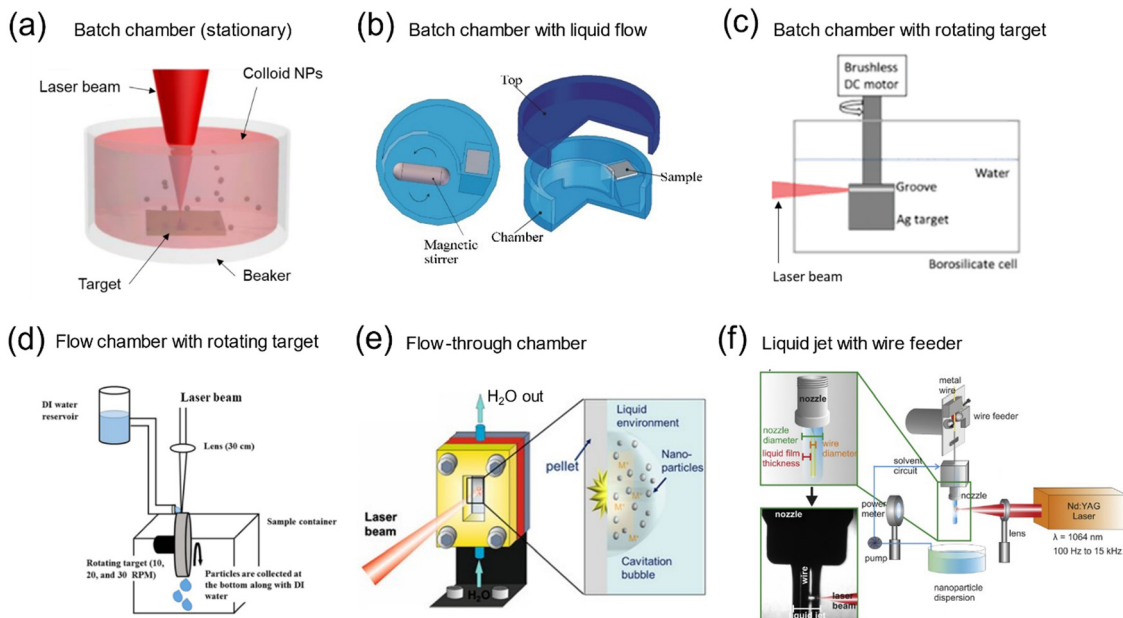 (a) Batch chamber (stationary)
Laser beam
Colloid NPs
Target
Beaker
(b) Batch chamber with liquid flow
Top
Sample
Chamber
Magnetic
stirrer
(c) Batch chamber with rotating target
Brushless
DC motor
Water
Groove
Ag target
Laser beam
Borosilicate cell
(d) Flow chamber with rotating target
DI water
reservoir
Laser beam
Lens (30 cm)
Sample container
Rotating target (10,
20, and 30 RPM)
Particles are collected at
the bottom along with DI
water
(e) Flow-through chamber
H2O out
Laser
beam
H2O
Liquid
environment
pellet
Nano-
particles
M+
M+
M+
M+
Cavitation
bubble
(f) Liquid jet with wire feeder
nozzle
nozzle
diameter
wire
diameter
liquid film
thickness
nozzle
wire
laser
beam
liquid jet
metal
wire
wire feeder
solvent
circuit
nozzle
power
meter
pump
lens
Nd:YAG
Laser
λ = 1064 nm
100 Hz to 15 kHz
nanoparticle
dispersion